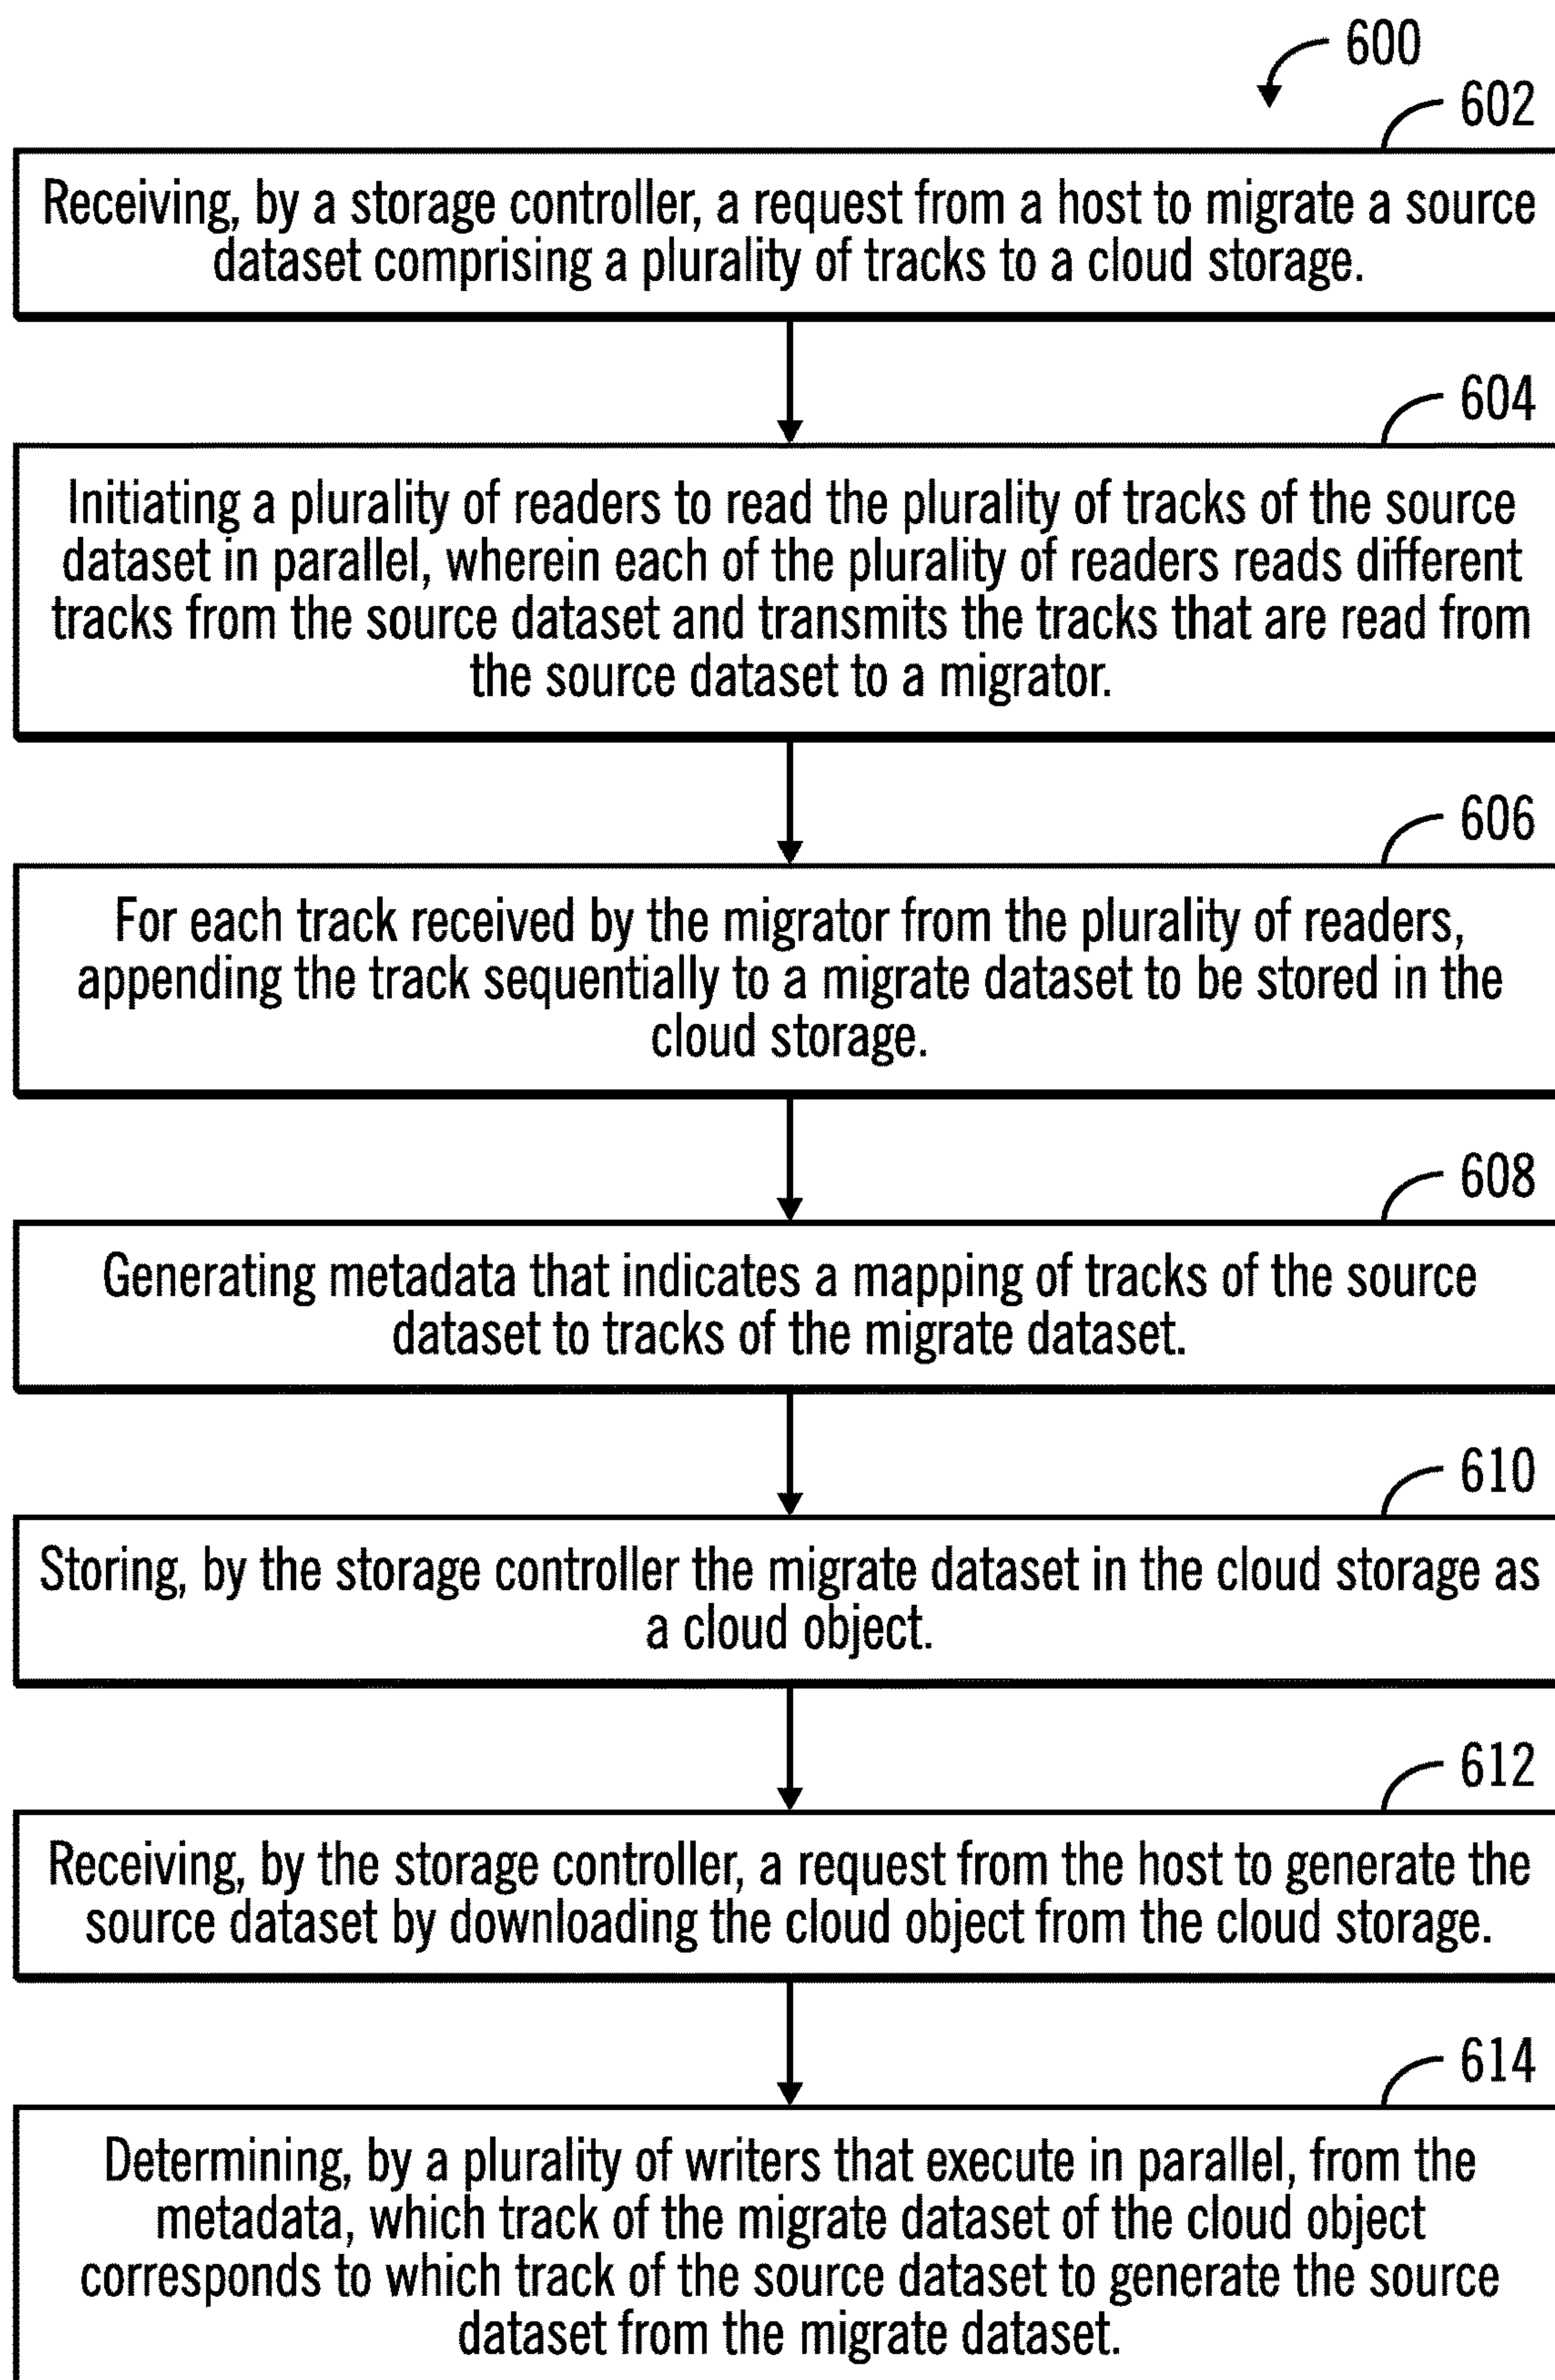 600
602
Receiving, by a storage controller, a request from a host to migrate a source
dataset comprising a plurality of tracks to a cloud storage.
604
Initiating a plurality of readers to read the plurality of tracks of the source
dataset in parallel, wherein each of the plurality of readers reads different
tracks from the source dataset and transmits the tracks that are read from
the source dataset to a migrator.
606
For each track received by the migrator from the plurality of readers,
appending the track sequentially to a migrate dataset to be stored in the
cloud storage.
608
Generating metadata that indicates a mapping of tracks of the source
dataset to tracks of the migrate dataset.
610
Storing, by the storage controller the migrate dataset in the cloud storage as
a cloud object.
612
Receiving, by the storage controller, a request from the host to generate the
source dataset by downloading the cloud object from the cloud storage.
614
Determining, by a plurality of writers that execute in parallel, from the
metadata, which track of the migrate dataset of the cloud object
corresponds to which track of the source dataset to generate the source
dataset from the migrate dataset.